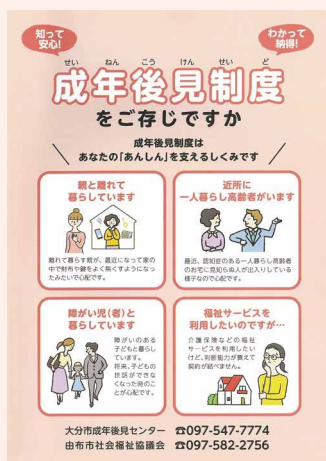 知って
安心!
わかって
納得!
せい ねん こう けん せい ど
成年後見制度
をご存じですか
成年後見制度は
あなたの「あんしん」を支えるしくみです
親と離れて
暮らしています
離れて暮らす親が、最近になって家の
中で財布や鍵をよく無くすようになっ
たみたいで心配です。
近所に
一人暮らし高齢者がいます
最近、認知症のある一人暮らし高齢者
のお宅に見知らぬ人が出入りしている
様子なので心配です。
障がい児(者)と
暮らしています
障がいのある
子どもと暮らし
ています。
将来、子どもの
世話ができな
くなった時のこ
とが心配です。
福祉サービスを
利用したいのですが…
介護保険などの福祉
サービスを利用したい
けど、判断能力が衰えて
契約が結べません。
大分市成年後見センター ☎097-547-7774
由布市社会福祉協議会 ☎097-582-2756